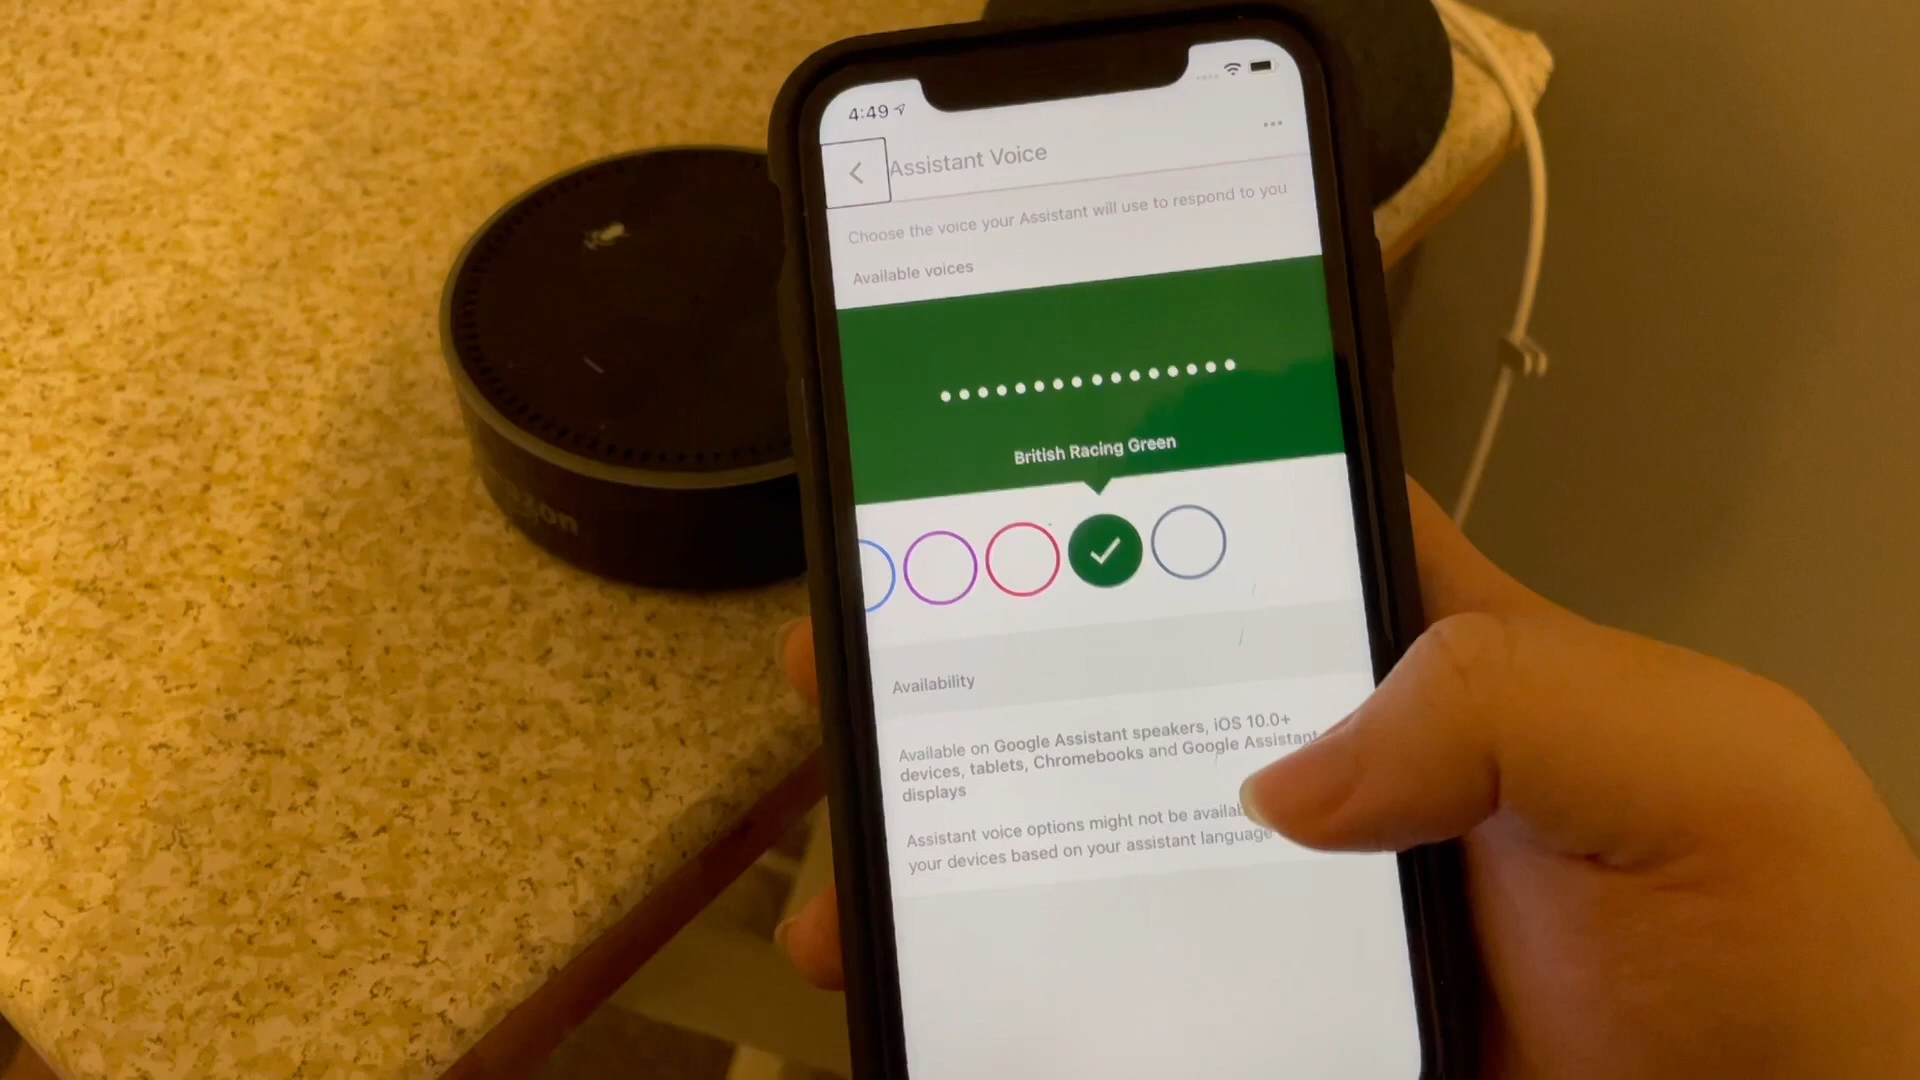 4:49
Assistant Voice
Choose the voice your Assistant will use to respond to you
Available voices
British Racing Green
Availability
Available on Google Assistant speakers, iOS 10.0+
devices, tablets, Chromebooks and Google Assistant
displays
Assistant voice options might not be
your devices based on your assistant language